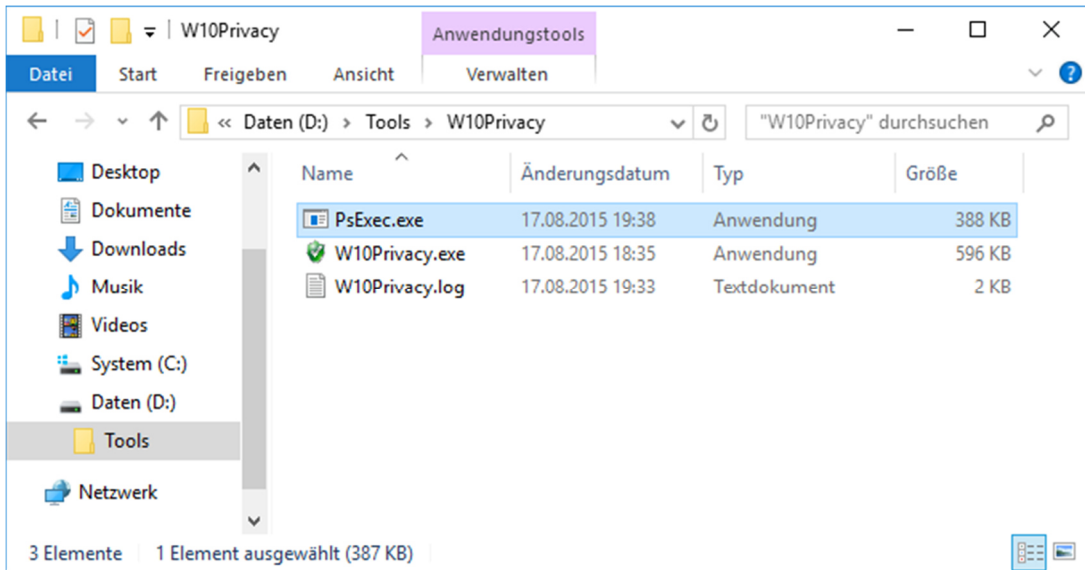 W10Privacy
Anwendungstools
Datei Start Freigeben Ansicht Verwalten
« Daten (D:) › Tools › W10Privacy "W10Privacy" durchsuchen
Desktop
Dokumente
Downloads
Musik
Videos
System (C:)
Daten (D:)
Tools
Netzwerk
Name Änderungsdatum Typ Größe
PsExec.exe 17.08.2015 19:38 Anwendung 388 KB
W10Privacy.exe 17.08.2015 18:35 Anwendung 596 KB
W10Privacy.log 17.08.2015 19:33 Textdokument 2 KB
3 Elemente 1 Element ausgewählt (387 KB)